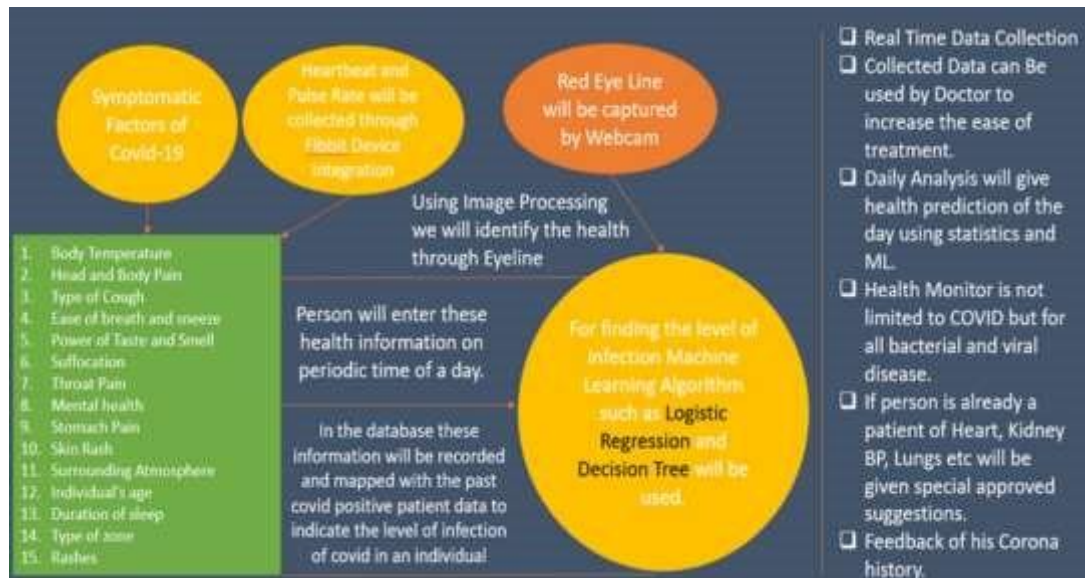 Symptomatic
Factors of
Covid-19
Heartbeat and
Pulse Rate will be
collected through
Fibbit Device
integration
Red Eye Line
will be captured
by Webcam
Using Image Processing
we will identify the health
through Eyeline
1. Body Temperature
2. Head and Body Pain
3. Type of Cough
4. Ease of breath and sneeze
5. Power of Taste and Smell
6. Suffocation
7. Throat Pain
8. Mental health
9. Stomach Pain
10. Skin Rash
11. Surrounding Atmosphere
12. Individual's age
13. Duration of sleep
14. Type of zone
15. Rashes
Person will enter these
health information on
periodic time of a day.
In the database these
information will be recorded
and mapped with the past
covid positive patient data to
indicate the level of infection
of covid in an individual
For finding the level of
infection Machine
Learning Algorithm
such as Logistic
Regression and
Decision Tree will be
used.
❑ Real Time Data Collection
❑ Collected Data can Be
used by Doctor to
increase the ease of
treatment.
❑ Daily Analysis will give
health prediction of the
day using statistics and
ML.
❑ Health Monitor is not
limited to COVID but for
all bacterial and viral
disease.
❑ If person is already a
patient of Heart, Kidney
BP, Lungs etc will be
given special approved
suggestions.
❑ Feedback of his Corona
history.